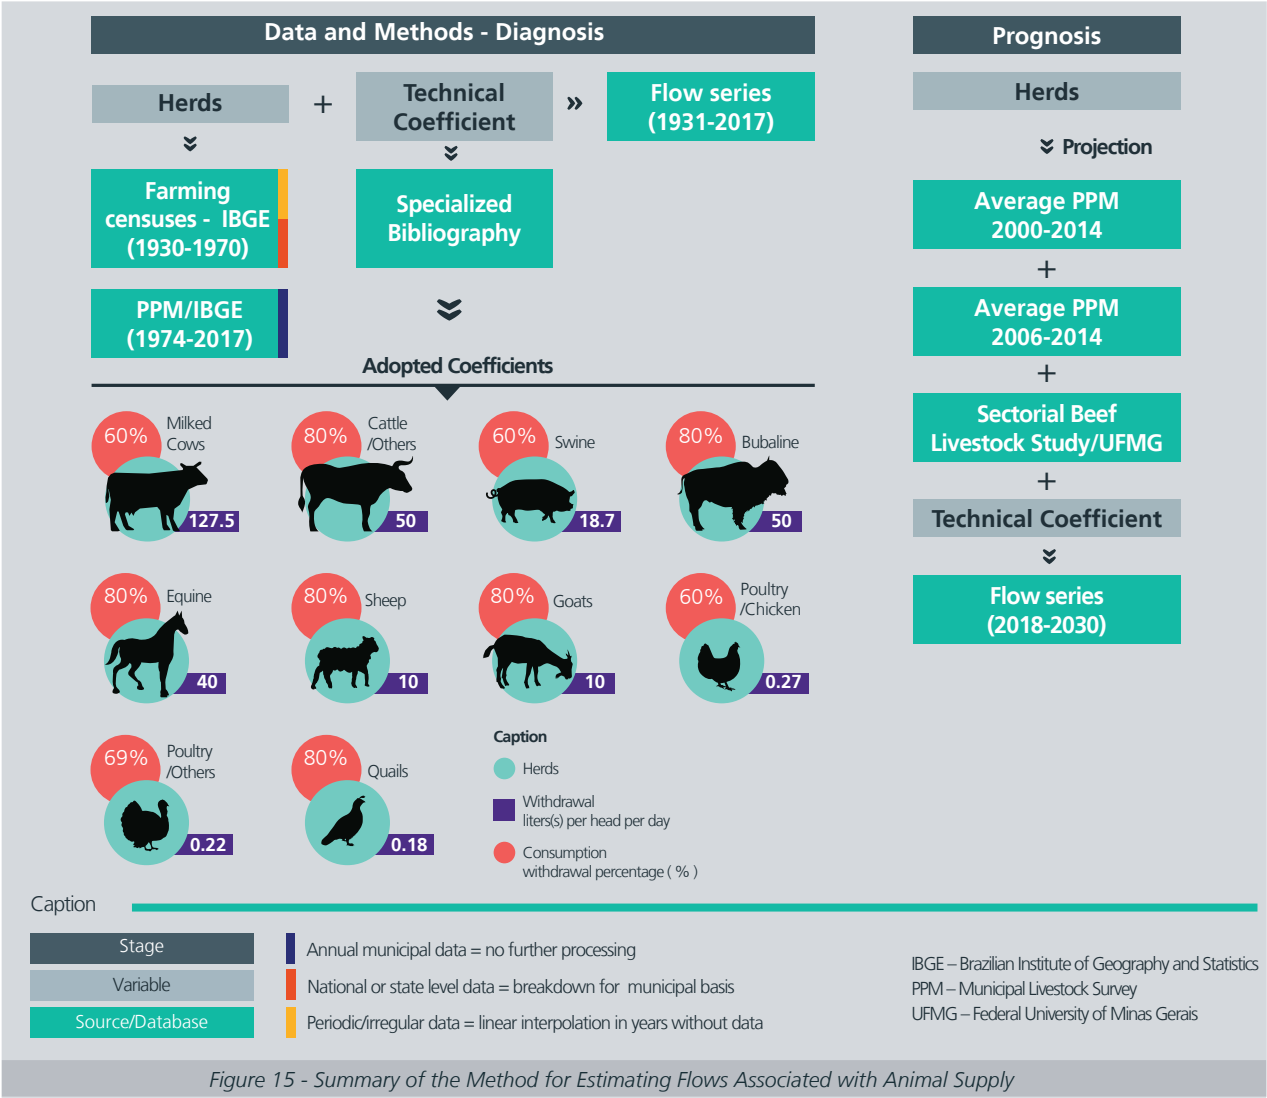 Data and Methods - Diagnosis
Herds
+
Technical
Coefficient
»
Flow series
(1931-2017)
Farming
censuses - IBGE
(1930-1970)
Specialized
Bibliography
PPM/IBGE
(1974-2017)
Adopted Coefficients
60%
Milked
Cows
127.5
80%
Cattle
/Others
50
60%
Swine
18.7
80%
Bubaline
50
80%
Equine
40
80%
Sheep
10
80%
Goats
10
60%
Poultry
/Chicken
0.27
69%
Poultry
/Others
0.22
80%
Quails
0.18
Caption
Herds
Withdrawal
liters(s) per head per day
Consumption
withdrawal percentage ( % )
Prognosis
Herds
Projection
Average PPM
2000-2014
+
Average PPM
2006-2014
+
Sectorial Beef
Livestock Study/UFMG
+
Technical Coefficient
Flow series
(2018-2030)
Caption
Stage
Variable
Source/Database
Annual municipal data = no further processing
National or state level data = breakdown for municipal basis
Periodic/irregular data = linear interpolation in years without data
IBGE – Brazilian Institute of Geography and Statistics
PPM – Municipal Livestock Survey
UFMG – Federal University of Minas Gerais
Figure 15 - Summary of the Method for Estimating Flows Associated with Animal Supply